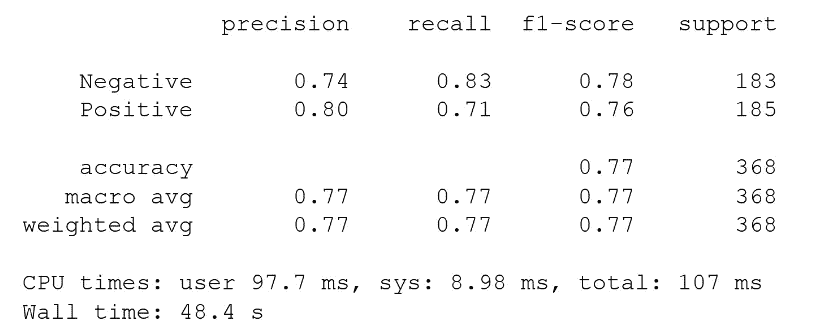 precision recall f1-score support
Negative 0.74 0.83 0.78 183
Positive 0.80 0.71 0.76 185
accuracy 0.77 368
macro avg 0.77 0.77 0.77 368
weighted avg 0.77 0.77 0.77 368
CPU times: user 97.7 ms, sys: 8.98 ms, total: 107 ms
Wall time: 48.4 s